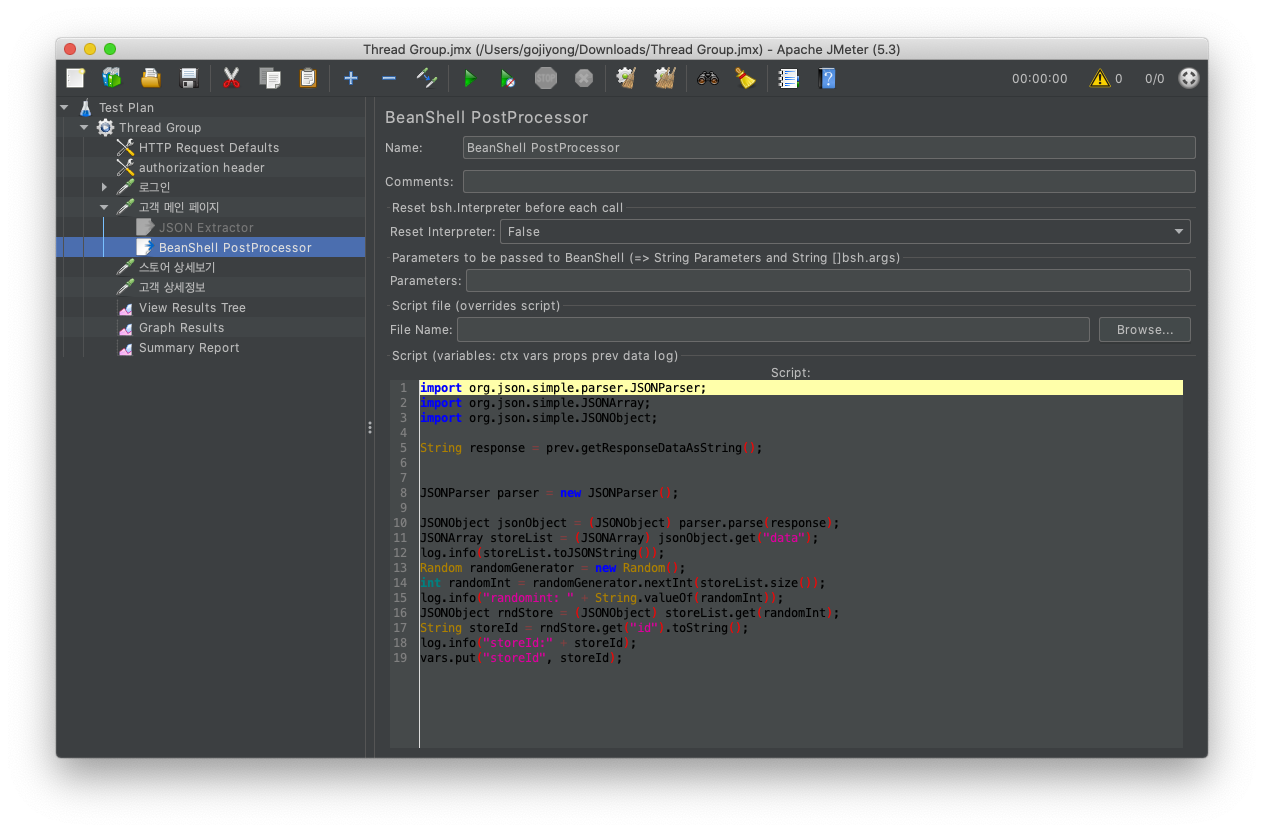 Thread Group.jmx (/Users/gojiyong/Downloads/Thread Group.jmx) - Apache JMeter (5.3)
STOP
00:00:00
0
0/0
Test Plan
Thread Group
HTTP Request Defaults
authorization header
로그인
고객 메인 페이지
JSON Extractor
BeanShell PostProcessor
스토어 상세보기
고객 상세정보
View Results Tree
Graph Results
Summary Report
BeanShell PostProcessor
Name: BeanShell PostProcessor
Comments:
Reset bsh.Interpreter before each call
Reset Interpreter: False
Parameters to be passed to BeanShell (=> String Parameters and String []bsh.args)
Parameters:
Script file (overrides script)
File Name: Browse...
Script (variables: ctx vars props prev data log)
Script:
1 import org.json.simple.parser.JSONParser;
2 import org.json.simple.JSONArray;
3 import org.json.simple.JSONObject;
4
5 String response = prev.getResponseDataAsString();
6
7
8 JSONParser parser = new JSONParser();
9
10 JSONObject jsonObject = (JSONObject) parser.parse(response);
11 JSONArray storeList = (JSONArray) jsonObject.get("data");
12 log.info(storeList.toJSONString());
13 Random randomGenerator = new Random();
14 int randomInt = randomGenerator.nextInt(storeList.size());
15 log.info("randomint: " + String.valueOf(randomInt));
16 JSONObject rndStore = (JSONObject) storeList.get(randomInt);
17 String storeId = rndStore.get("id").toString();
18 log.info("storeId:" + storeId);
19 vars.put("storeId", storeId);